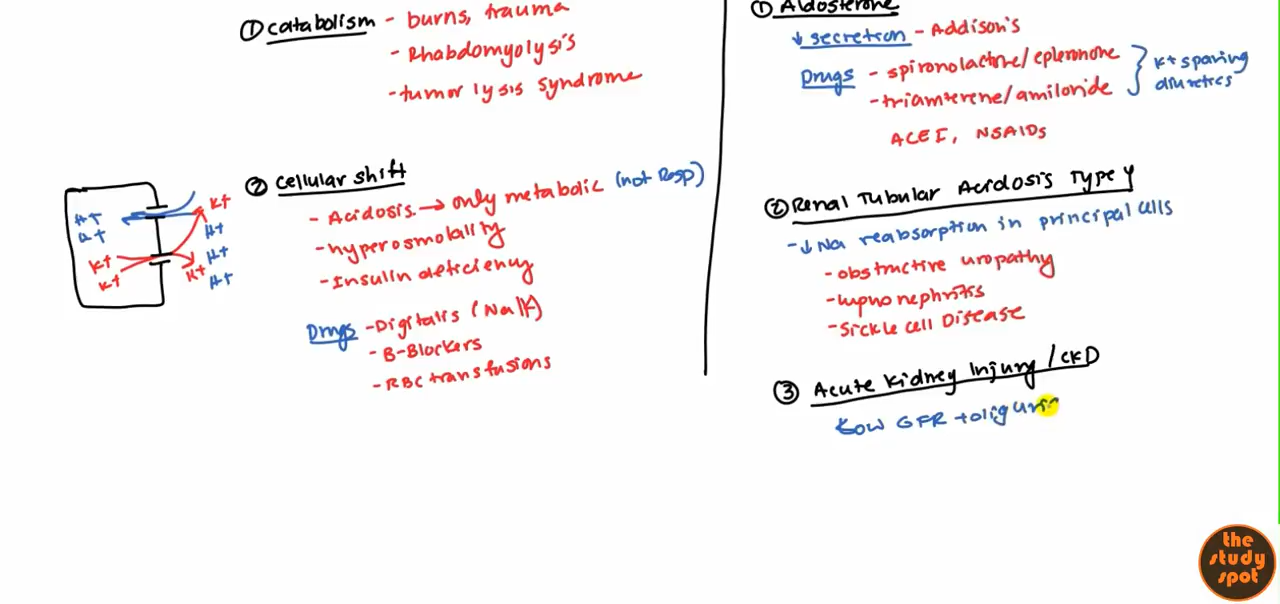 ① catabolism - burns, trauma
- Rhabdomyolysis
- tumor lysis syndrome
② cellular shift
- Acidosis → only metabolic (not Resp)
- hyperosmolality
- Insulin deficiency
Drugs - Digitalis (Na/K)
- B-Blockers
- RBC transfusions
H+
H+
K+
K+
K+
H+
H+
K+
H+
① Aldosterone
↓ secretion - Addison's
Drugs - spironolactone/eplerenone
- triamterene/amiloride
K+ sparing
diuretics
ACEI, NSAIDs
② Renal Tubular Acidosis Type 4
- ↓ Na reabsorption in principal cells
- obstructive uropathy
- lupus nephritis
- Sickle cell Disease
③ Acute Kidney Injury / CKD
Low GFR + oliguria
the
study
spot